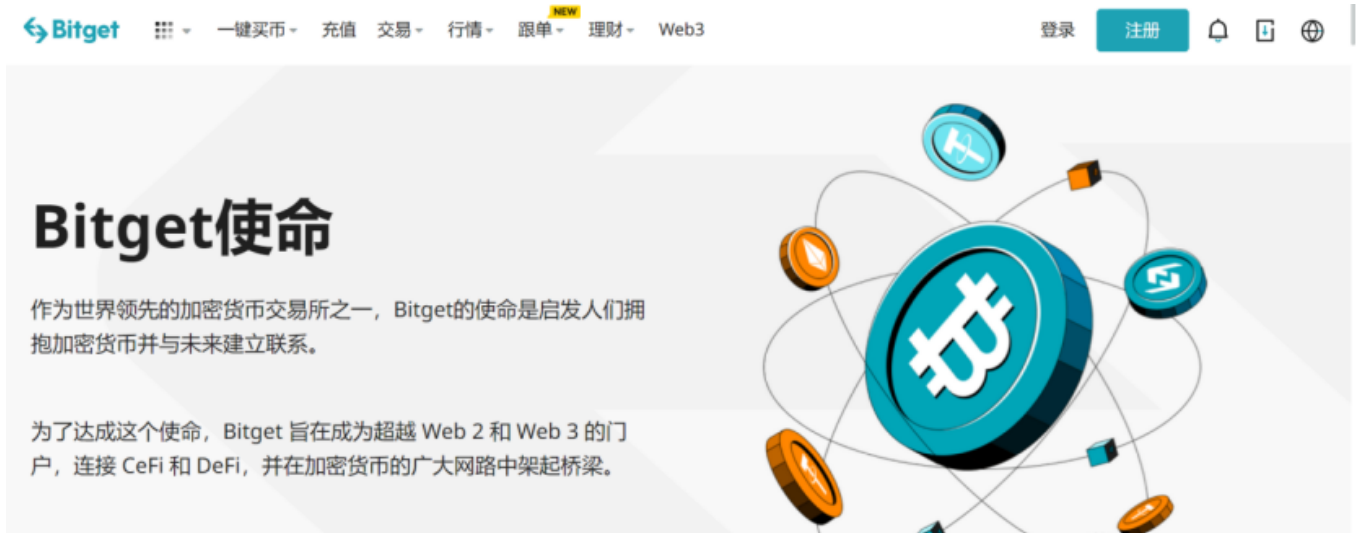 Bitget 一键买币 充值 交易 行情 跟单 NEW 理财 Web3 登录 注册
Bitget使命
作为世界领先的加密货币交易所之一，Bitget的使命是启发人们拥
抱加密货币并与未来建立联系。
为了达成这个使命，Bitget 旨在成为超越 Web 2 和 Web 3 的门
户，连接 CeFi 和 DeFi，并在加密货币的广大网路中架起桥梁。